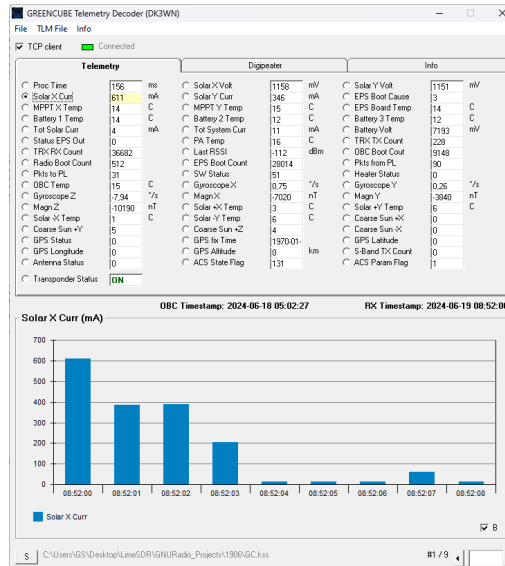 GREENCUBE Telemetry Decoder (DK3WN)
File TLM File Info
TCP client Connected
Telemetry Digipeater Info
Proc Time 156 ms Solar X Volt 1158 mV Solar Y Volt 1151 mV
Solar X Curr 611 mA Solar Y Curr 346 mA EPS Boot Cause 3
MPPT X Temp 14 C MPPT Y Temp 15 C EPS Board Temp 14 C
Battery 1 Temp 14 C Battery 2 Temp 12 C Battery 3 Temp 12 C
Tot Solar Curr 4 mA Tot System Curr 11 mA Battery Volt 7193 mV
Status EPS Out 0 PA Temp 16 C TRX TX Count 228
TRX RX Count 36682 Last RSSI -112 dBm OBC Boot Cout 9148
Radio Boot Count 512 EPS Boot Count 28014 Pkts from PL 90
Pkts to PL 31 SW Status 51 Heater Status 0
OBC Temp 15 C Gyroscope X 0,75 °/s Gyroscope Y 0,26 °/s
Gyroscope Z -7,94 °/s Magn X -7020 nT Magn Y -3840 nT
Magn Z -10190 nT Solar +X Temp 3 C Solar +Y Temp 6 C
Solar -X Temp 1 C Solar -Y Temp 6 C Coarse Sun +X 0
Coarse Sun +Y 5 Coarse Sun +Z 4 Coarse Sun -X 0
GPS Status 0 GPS fix Time 1970-01- GPS Latitude 0
GPS Longitude 0 GPS Altitude 0 km S-Band TX Count 0
Antenna Status 0 ACS State Flag 131 ACS Param Flag 1
Transponder Status ON
OBC Timestamp: 2024-06-18 05:02:27 RX Timestamp: 2024-06-19 08:52:00
Solar X Curr (mA)
700
600
500
400
300
200
100
0
08:52:00 08:52:01 08:52:02 08:52:03 08:52:04 08:52:05 08:52:06 08:52:07 08:52:08
Solar X Curr
B
S C:\Users\GS\Desktop\LimeSDR\GNURadio_Projects\1906\GC.kss #1 / 9